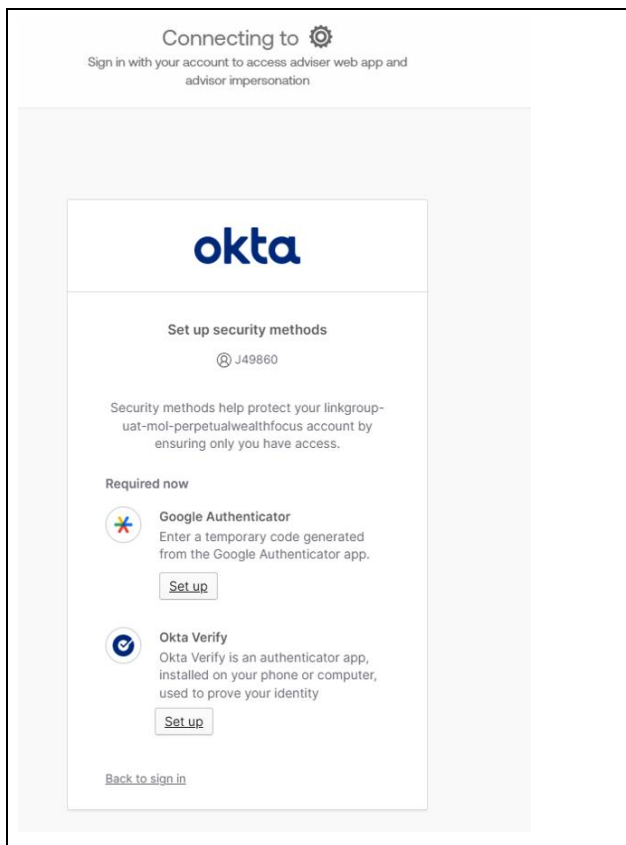 Connecting to
Sign in with your account to access adviser web app and
advisor impersonation
okta
Set up security methods
J49860
Security methods help protect your linkgroup-
uat-mol-perpetualwealthfocus account by
ensuring only you have access.
Required now
Google Authenticator
Enter a temporary code generated
from the Google Authenticator app.
Set up
Okta Verify
Okta Verify is an authenticator app,
installed on your phone or computer,
used to prove your identity
Set up
Back to sign in